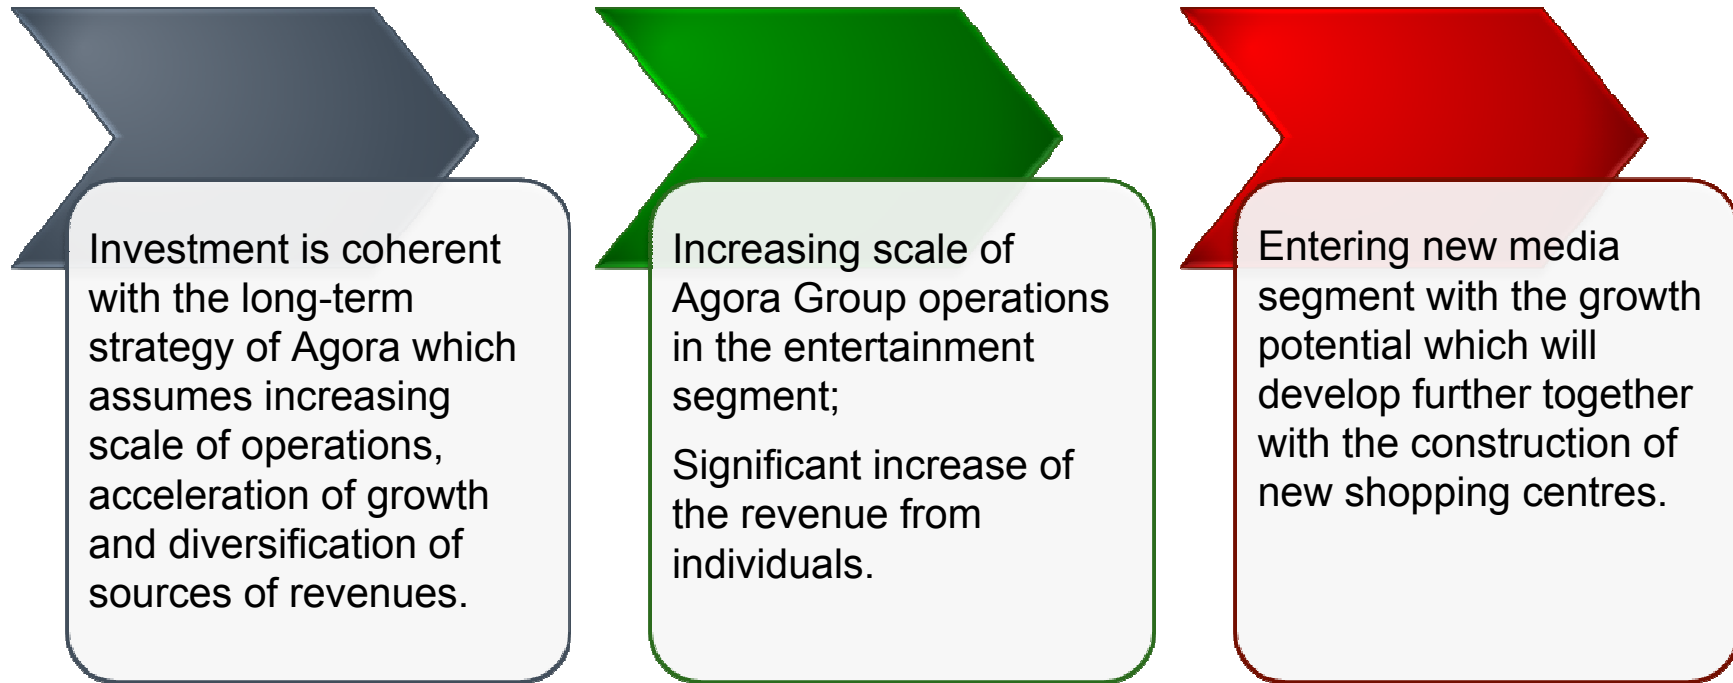 Investment is coherent
with the long-term
strategy of Agora which
assumes increasing
scale of operations,
acceleration of growth
and diversification of
sources of revenues.
Increasing scale of
Agora Group operations
in the entertainment
segment;
Significant increase of
the revenue from
individuals.
Entering new media
segment with the growth
potential which will
develop further together
with the construction of
new shopping centres.